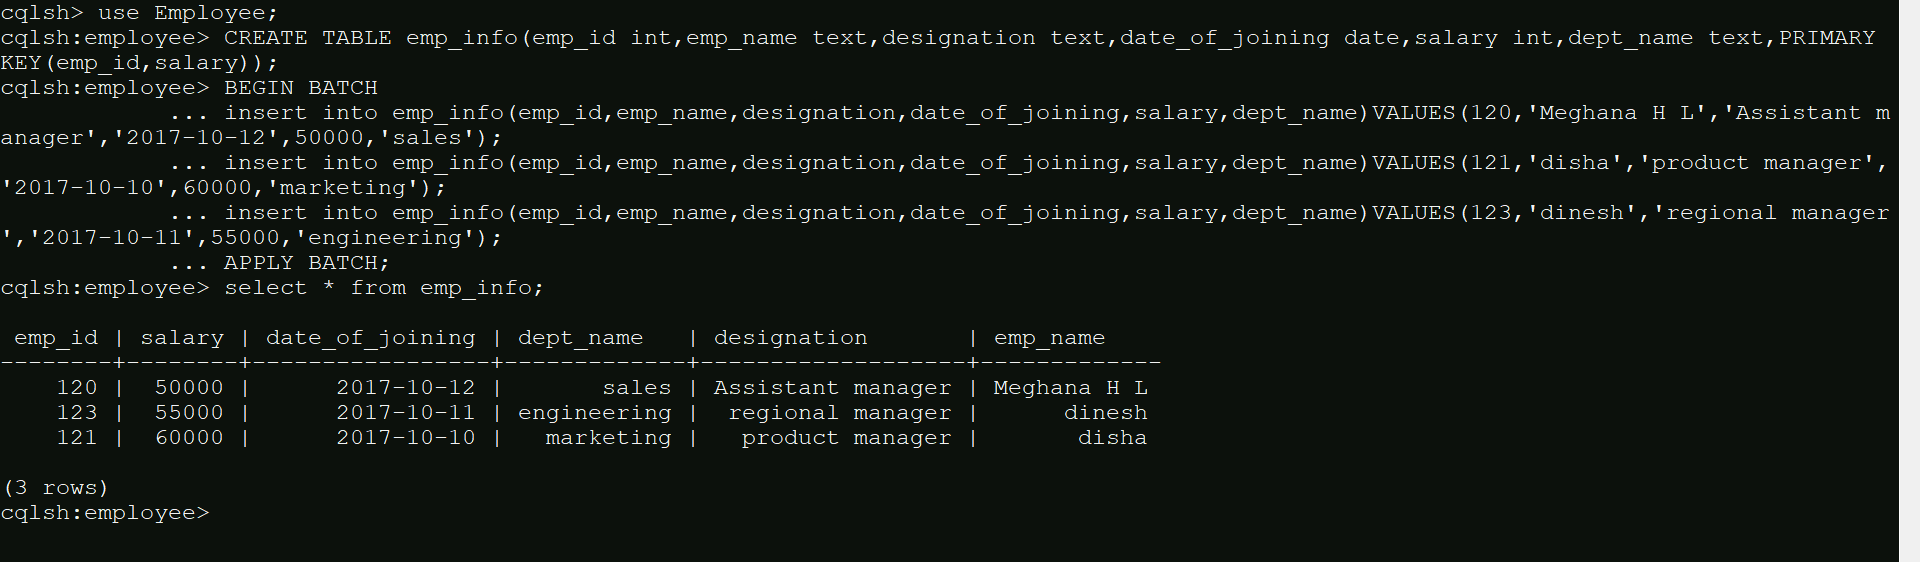 cqlsh> use Employee;
cqlsh:employee> CREATE TABLE emp_info(emp_id int,emp_name text,designation text,date_of_joining date,salary int,dept_name text,PRIMARY
KEY(emp_id,salary));
cqlsh:employee> BEGIN BATCH
            ... insert into emp_info(emp_id,emp_name,designation,date_of_joining,salary,dept_name)VALUES(120,'Meghana H L','Assistant m
anager','2017-10-12',50000,'sales');
            ... insert into emp_info(emp_id,emp_name,designation,date_of_joining,salary,dept_name)VALUES(121,'disha','product manager',
'2017-10-10',60000,'marketing');
            ... insert into emp_info(emp_id,emp_name,designation,date_of_joining,salary,dept_name)VALUES(123,'dinesh','regional manager
','2017-10-11',55000,'engineering');
            ... APPLY BATCH;
cqlsh:employee> select * from emp_info;
 emp_id | salary | date_of_joining | dept_name   | designation       | emp_name
--------+--------+-----------------+-------------+-------------------+-------------
    120 |  50000 |      2017-10-12 |       sales | Assistant manager | Meghana H L
    123 |  55000 |      2017-10-11 | engineering |  regional manager |      dinesh
    121 |  60000 |      2017-10-10 |   marketing |   product manager |       disha
(3 rows)
cqlsh:employee>